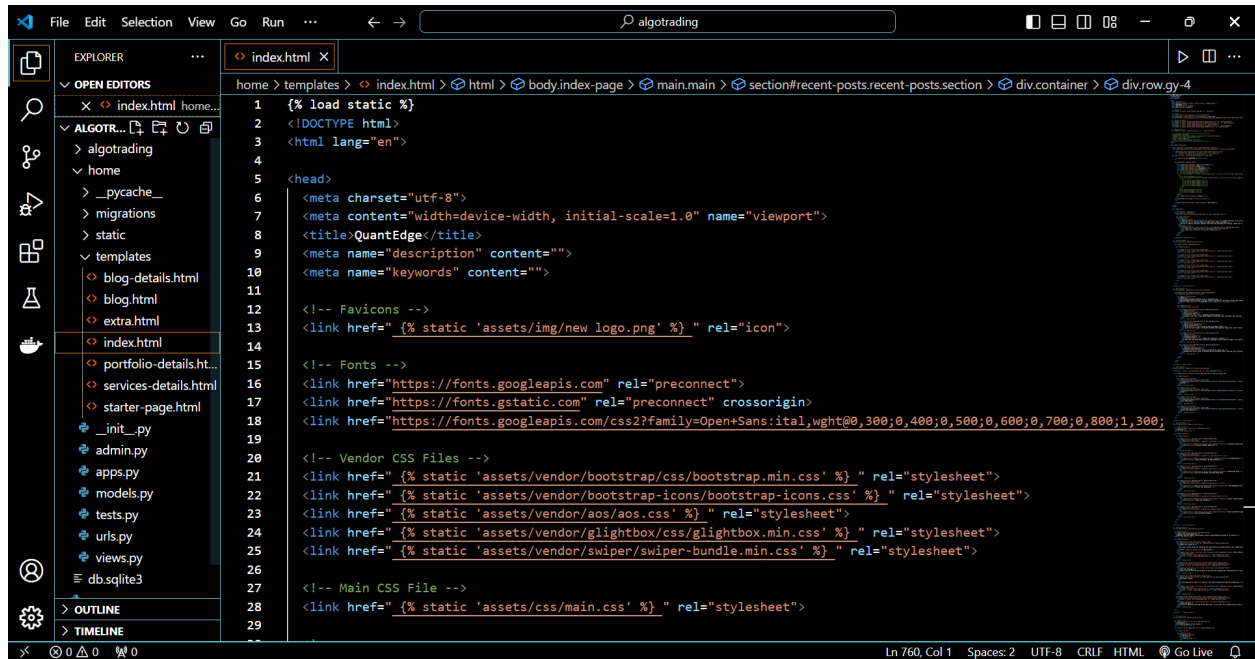 File Edit Selection View Go Run ··· ← → algotrading
EXPLORER ···
OPEN EDITORS
index.html home...
ALGOTR...
algotrading
home
__pycache__
migrations
static
templates
blog-details.html
blog.html
extra.html
index.html
portfolio-details.ht...
services-details.html
starter-page.html
__init__.py
admin.py
apps.py
models.py
tests.py
urls.py
views.py
db.sqlite3
OUTLINE
TIMELINE
index.html
home > templates > index.html > html > body.index-page > main.main > section#recent-posts.recent-posts.section > div.container > div.row.gy-4
1 {% load static %}
2 <!DOCTYPE html>
3 <html lang="en">
4
5 <head>
6 <meta charset="utf-8">
7 <meta content="width=device-width, initial-scale=1.0" name="viewport">
8 <title>QuantEdge</title>
9 <meta name="description" content="">
10 <meta name="keywords" content="">
11
12 <!-- Favicons -->
13 <link href=" {% static 'assets/img/new logo.png' %} " rel="icon">
14
15 <!-- Fonts -->
16 <link href="https://fonts.googleapis.com" rel="preconnect">
17 <link href="https://fonts.gstatic.com" rel="preconnect" crossorigin>
18 <link href="https://fonts.googleapis.com/css2?family=Open+Sans:ital,wght@0,300;0,400;0,500;0,600;0,700;0,800;1,300;
19
20 <!-- Vendor CSS Files -->
21 <link href=" {% static 'assets/vendor/bootstrap/css/bootstrap.min.css' %} " rel="stylesheet">
22 <link href=" {% static 'assets/vendor/bootstrap-icons/bootstrap-icons.css' %} " rel="stylesheet">
23 <link href=" {% static 'assets/vendor/aos/aos.css' %} " rel="stylesheet">
24 <link href=" {% static 'assets/vendor/glightbox/css/glightbox.min.css' %} " rel="stylesheet">
25 <link href=" {% static 'assets/vendor/swiper/swiper-bundle.min.css' %} " rel="stylesheet">
26
27 <!-- Main CSS File -->
28 <link href=" {% static 'assets/css/main.css' %} " rel="stylesheet">
29
0 0 0 Ln 760, Col 1 Spaces: 2 UTF-8 CRLF HTML Go Live